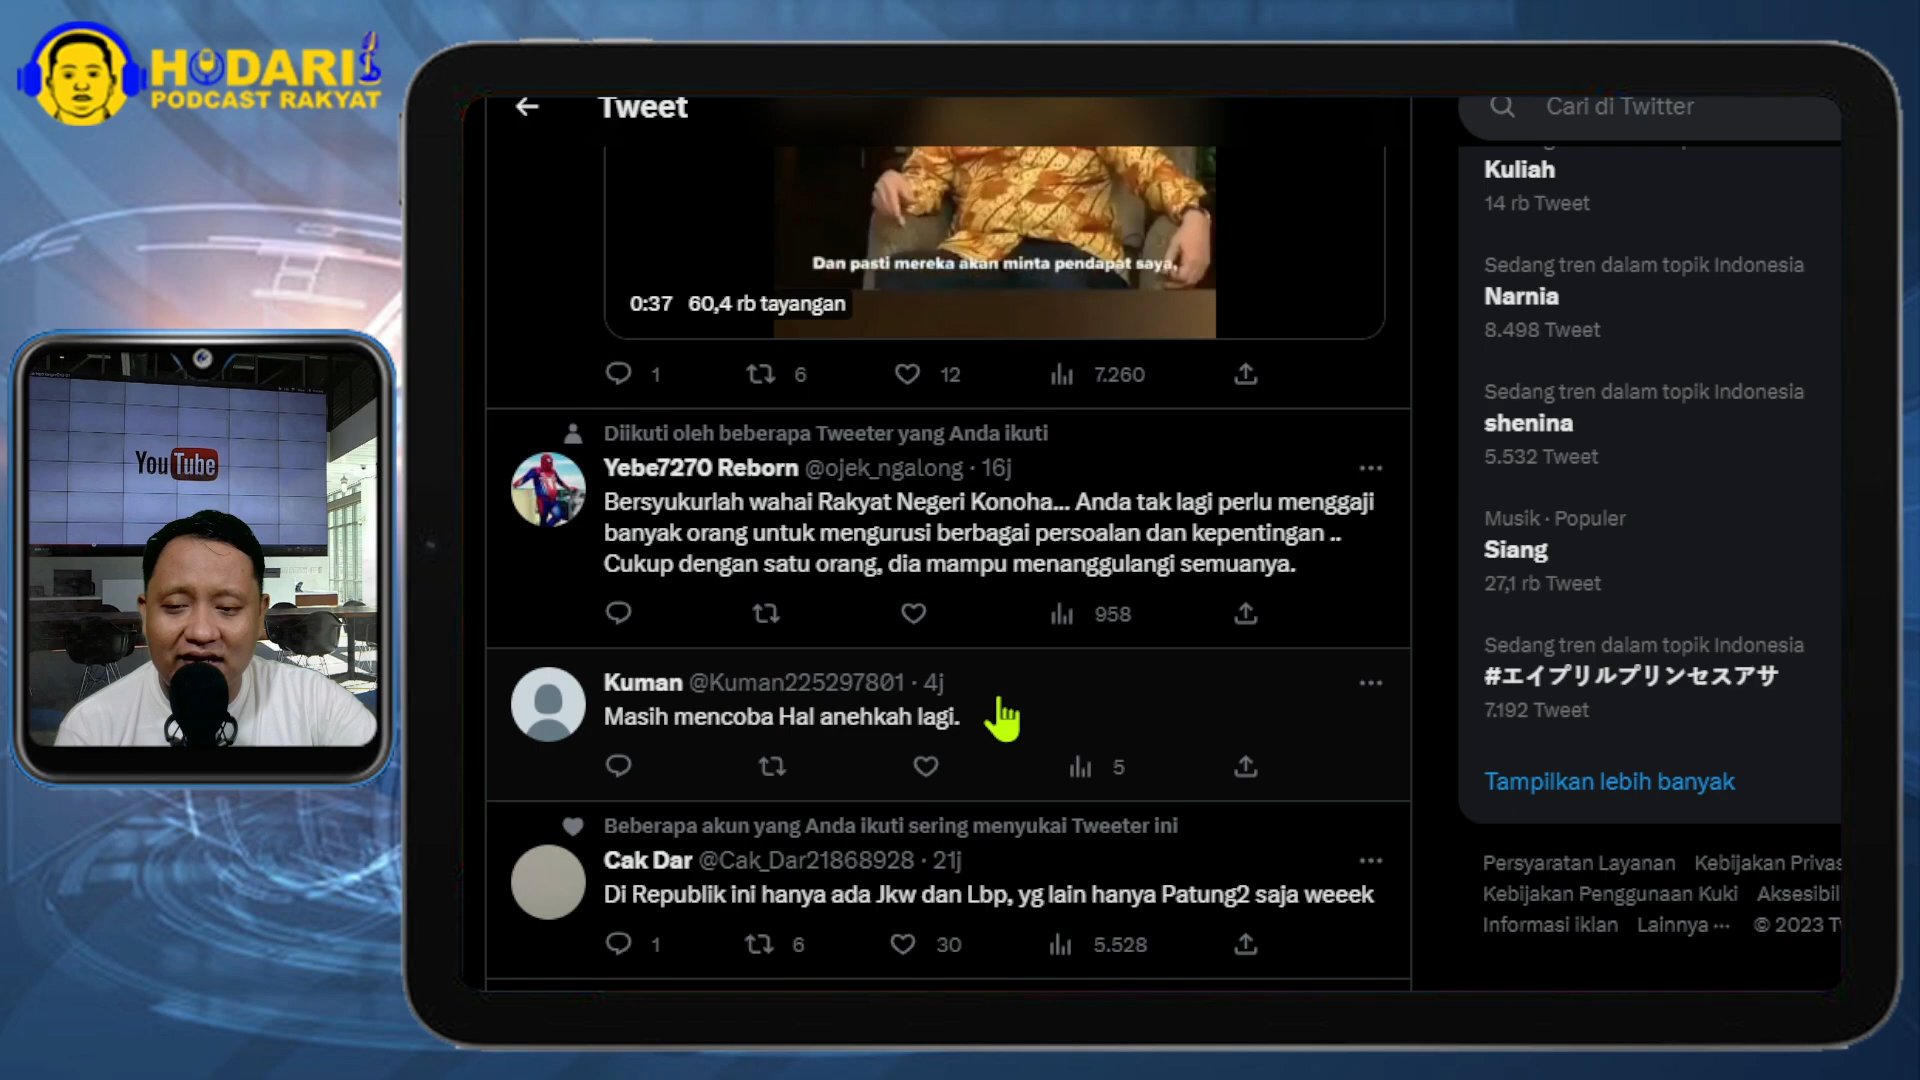 HODARI
PODCAST RAKYAT
YouTube
Tweet
Dan pasti mereka akan minta pendapat saya,
0:37 60,4 rb tayangan
1 6 12 7.260
Diikuti oleh beberapa Tweeter yang Anda ikuti
Yebe7270 Reborn @ojek_ngalong · 16j
Bersyukurlah wahai Rakyat Negeri Konoha... Anda tak lagi perlu menggaji
banyak orang untuk mengurusi berbagai persoalan dan kepentingan ..
Cukup dengan satu orang, dia mampu menanggulangi semuanya.
958
Kuman @Kuman225297801 · 4j
Masih mencoba Hal anehkah lagi.
5
Beberapa akun yang Anda ikuti sering menyukai Tweeter ini
Cak Dar @Cak_Dar21868928 · 21j
Di Republik ini hanya ada Jkw dan Lbp, yg lain hanya Patung2 saja weeek
1 6 30 5.528
Cari di Twitter
Kuliah
14 rb Tweet
Sedang tren dalam topik Indonesia
Narnia
8.498 Tweet
Sedang tren dalam topik Indonesia
shenina
5.532 Tweet
Musik · Populer
Siang
27,1 rb Tweet
Sedang tren dalam topik Indonesia
#エイプリルプリンセスアサ
7.192 Tweet
Tampilkan lebih banyak
Persyaratan Layanan Kebijakan Privas
Kebijakan Penggunaan Kuki Aksesibil
Informasi iklan Lainnya ··· © 2023 Tw